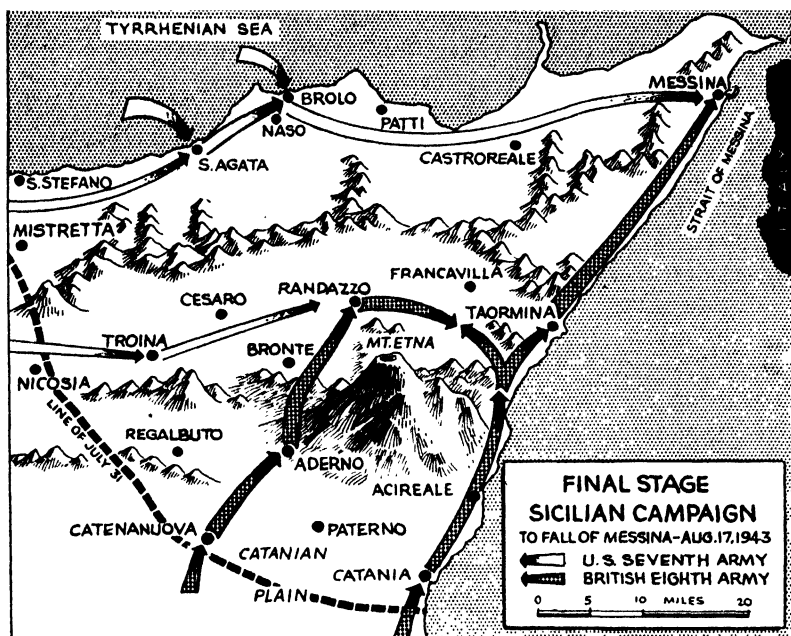 TYRRHENIAN SEA
MESSINA
BROLO
NASO
PATTI
S. AGATA
CASTROREALE
S. STEFANO
STRAIT OF MESSINA
MISTRETTA
FRANCAVILLA
CESARO
RANDAZZO
TAORMINA
TROINA
MT. ETNA
BRONTE
NICOSIA
LINE OF JULY 31
REGALBUTO
ADERNO
ACIREALE
CATENANUOVA
PATERNO
CATANIAN
PLAIN
CATANIA
FINAL STAGE
SICILIAN CAMPAIGN
TO FALL OF MESSINA-AUG. 17, 1943
U.S. SEVENTH ARMY
BRITISH EIGHTH ARMY
0 5 10 MILES 20